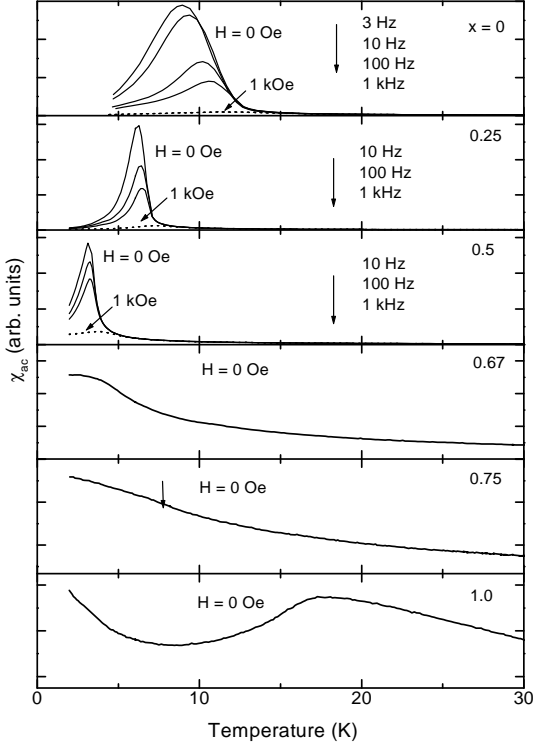 H = 0 Oe
3 Hz
10 Hz
100 Hz
1 kHz
x = 0
1 kOe
H = 0 Oe
1 kOe
10 Hz
100 Hz
1 kHz
0.25
H = 0 Oe
1 kOe
10 Hz
100 Hz
1 kHz
0.5
χac (arb. units)
H = 0 Oe
0.67
H = 0 Oe
0.75
H = 0 Oe
1.0
0 10 20 30
Temperature (K)